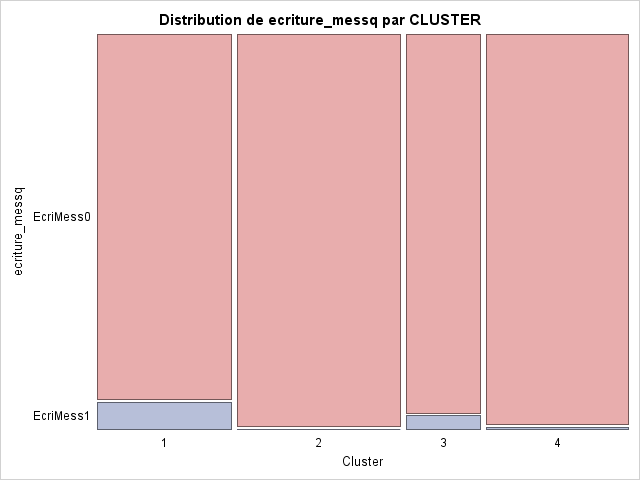 Distribution de ecriture_messq par CLUSTER
ecriture_messq
EcriMess0
EcriMess1
1 2 3 4
Cluster